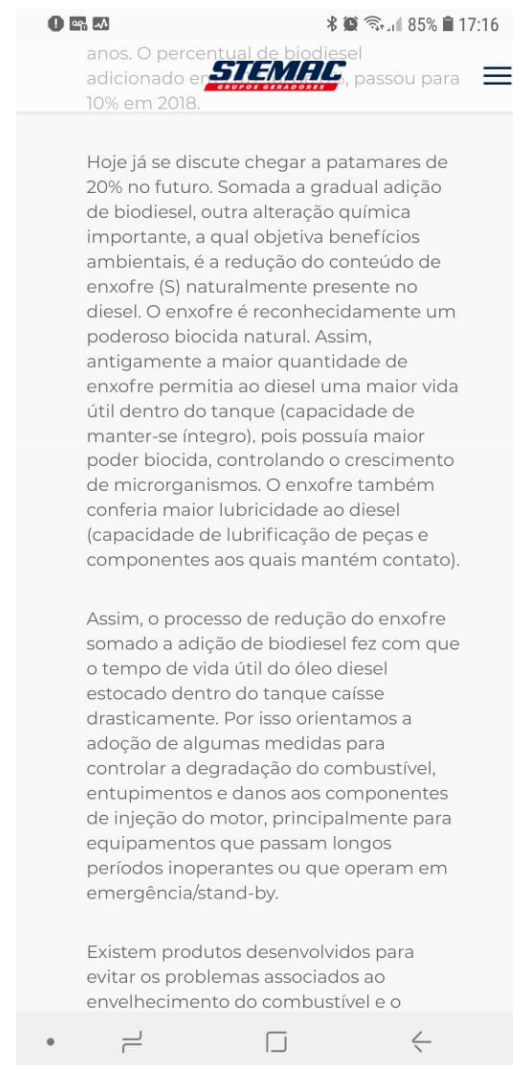 85% 17:16
anos. O percentual de biodiesel
adicionado em
STEMAC
GRUPOS GERADORES
, passou para
10% em 2018.
Hoje já se discute chegar a patamares de
20% no futuro. Somada a gradual adição
de biodiesel, outra alteração química
importante, a qual objetiva benefícios
ambientais, é a redução do conteúdo de
enxofre (S) naturalmente presente no
diesel. O enxofre é reconhecidamente um
poderoso biocida natural. Assim,
antigamente a maior quantidade de
enxofre permitia ao diesel uma maior vida
útil dentro do tanque (capacidade de
manter-se íntegro), pois possuía maior
poder biocida, controlando o crescimento
de microrganismos. O enxofre também
conferia maior lubricidade ao diesel
(capacidade de lubrificação de peças e
componentes aos quais mantém contato).
Assim, o processo de redução do enxofre
somado a adição de biodiesel fez com que
o tempo de vida útil do óleo diesel
estocado dentro do tanque caísse
drasticamente. Por isso orientamos a
adoção de algumas medidas para
controlar a degradação do combustível,
entupimentos e danos aos componentes
de injeção do motor, principalmente para
equipamentos que passam longos
períodos inoperantes ou que operam em
emergência/stand-by.
Existem produtos desenvolvidos para
evitar os problemas associados ao
envelhecimento do combustível e o